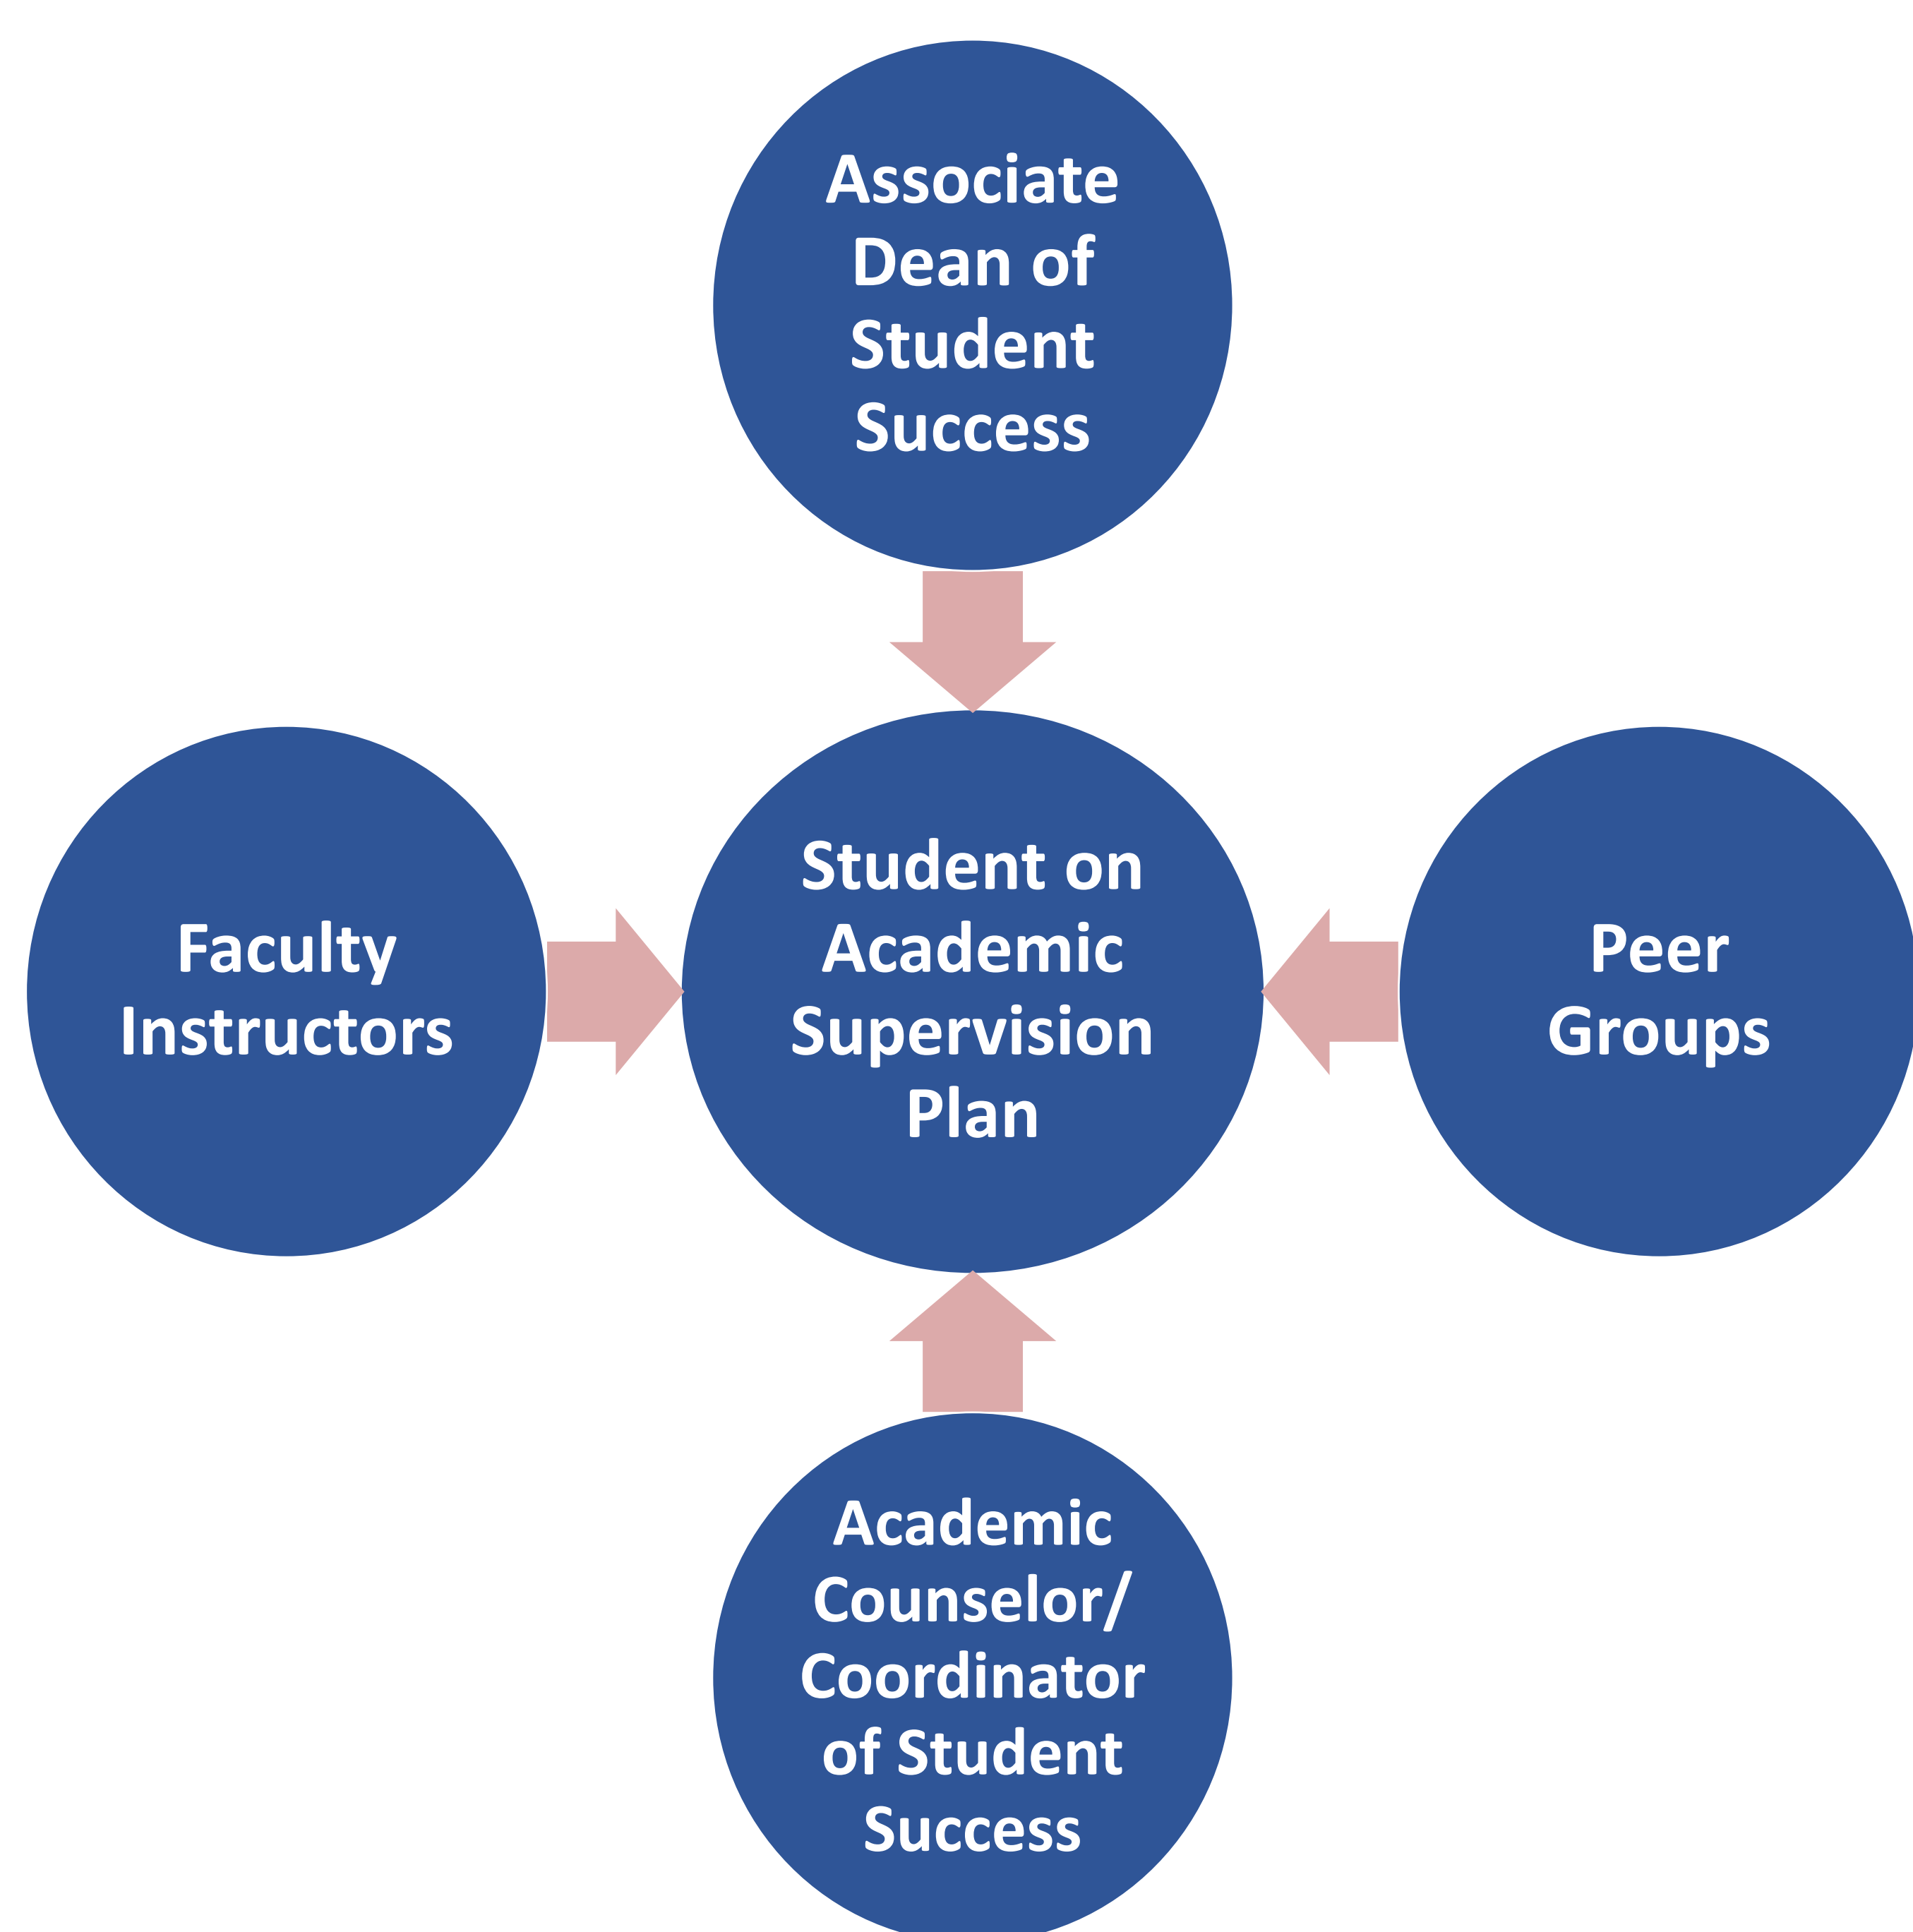 Associate
Dean of
Student
Success
Faculty
Instructors
Student on
Academic
Supervision
Plan
Peer
Groups
Academic
Counselor/
Coordinator
of Student
Success